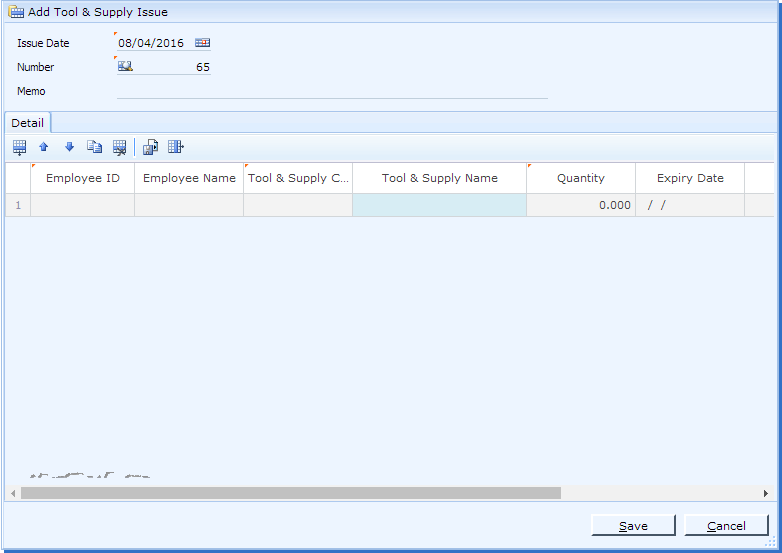 Add Tool & Supply Issue
Issue Date 08/04/2016
Number 65
Memo
Detail
Employee ID Employee Name Tool & Supply C... Tool & Supply Name Quantity Expiry Date
1 0.000 / /
Save Cancel